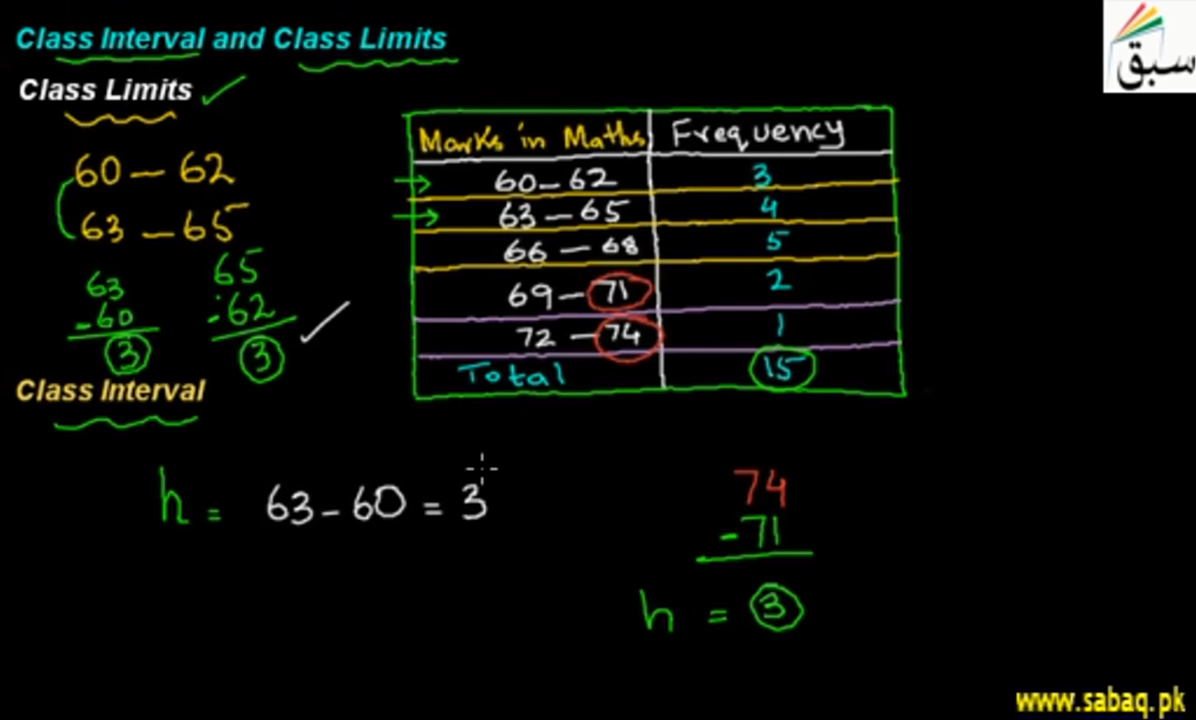 Class Interval and Class Limits
سبق
Class Limits
60 – 62
63 – 65
63
-60
3
65
-62
3
Marks in Maths Frequency
60 – 62 3
63 – 65 4
66 – 68 5
69 – 71 2
72 – 74 1
Total 15
Class Interval
h = 63 - 60 = 3
74
-71
h = 3
www.sabaq.pk